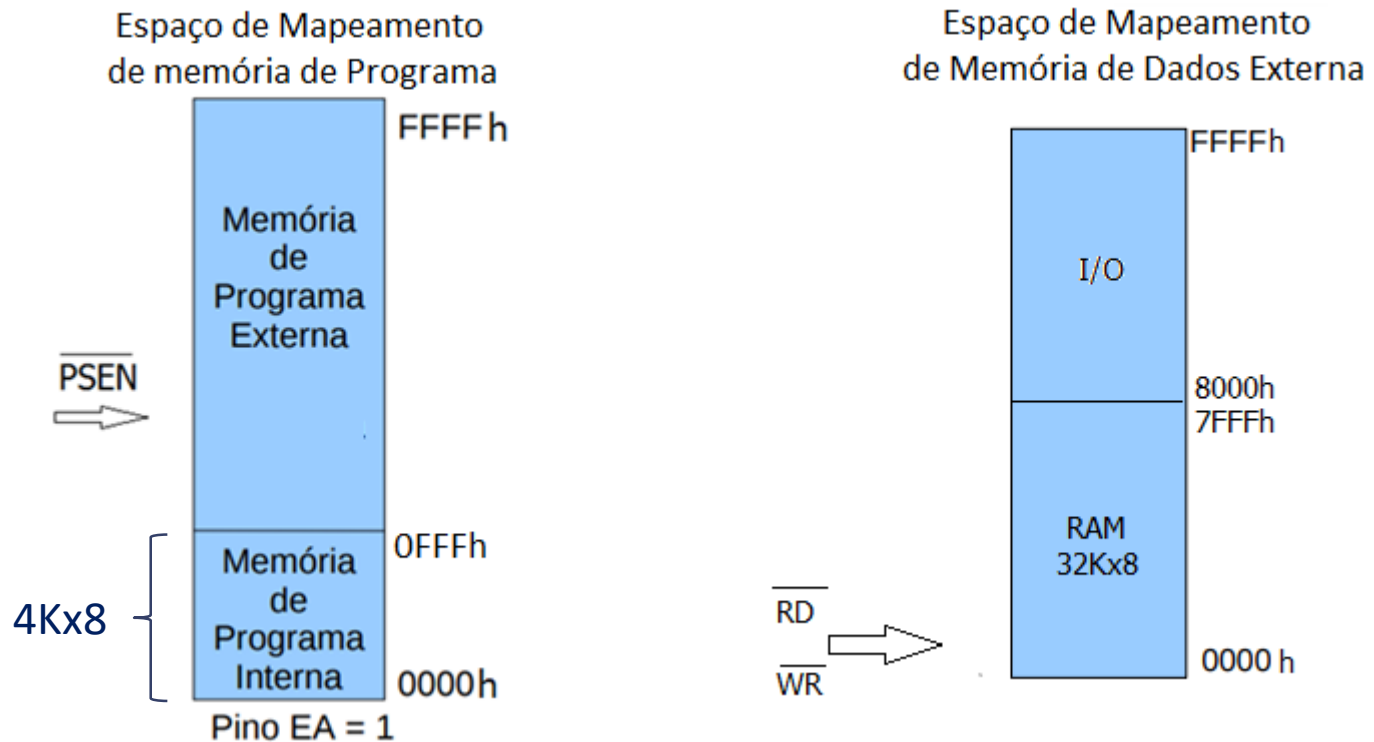 Espaço de Mapeamento
de memória de Programa
FFFF h
Memória
de
Programa
Externa
PSEN
0FFFh
4Kx8
Memória
de
Programa
Interna
0000h
Pino EA = 1
Espaço de Mapeamento
de Memória de Dados Externa
FFFFh
I/O
8000h
7FFFh
RAM
32Kx8
RD
WR
0000 h